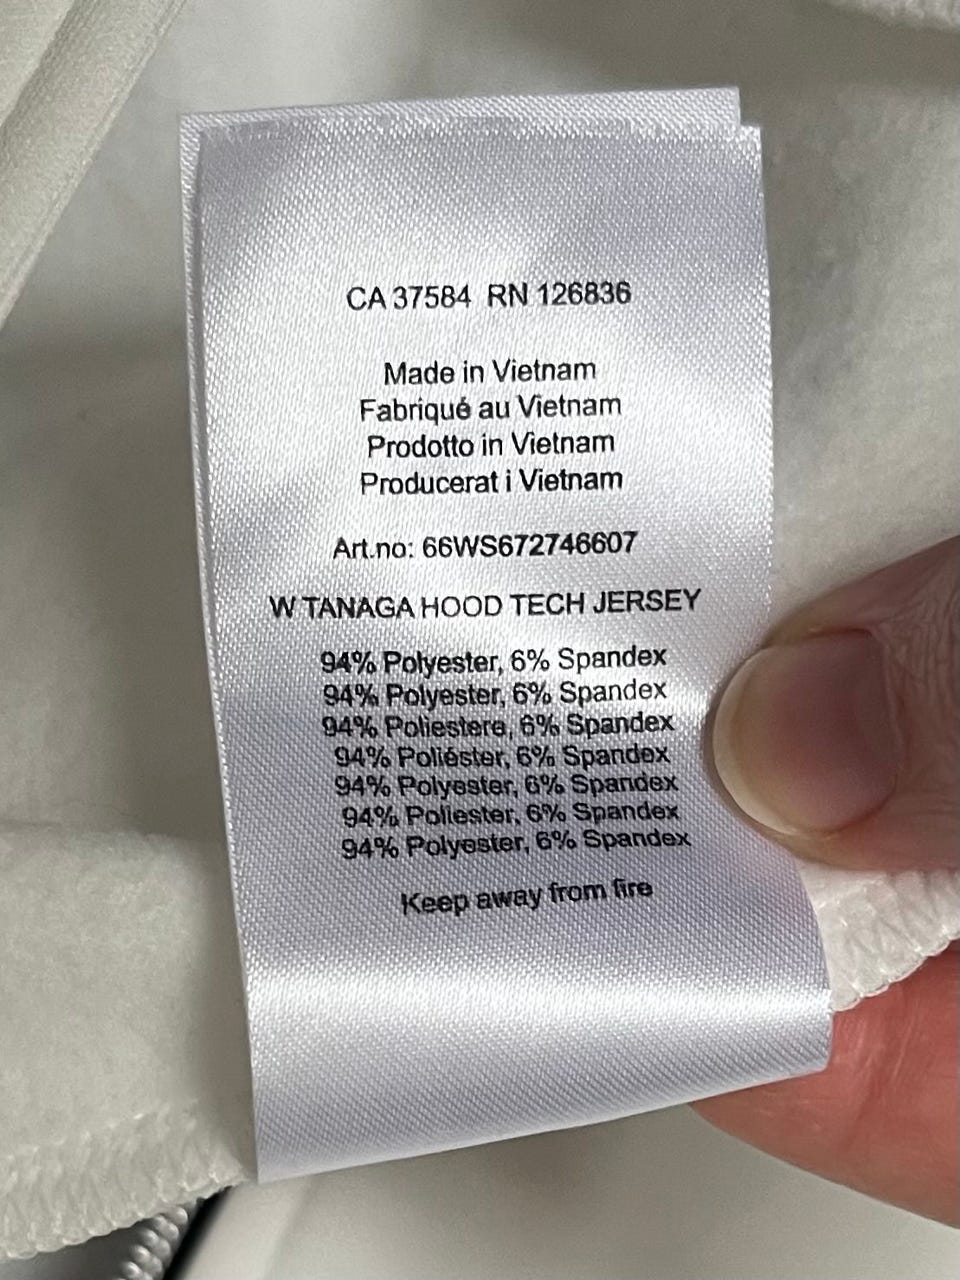 CA 37584 RN 126836
Made in Vietnam
Fabriqué au Vietnam
Prodotto in Vietnam
Producerat i Vietnam
Art.no: 66WS672746607
W TANAGA HOOD TECH JERSEY
94% Polyester, 6% Spandex
94% Polyester, 6% Spandex
94% Poliestere, 6% Spandex
94% Poliéster, 6% Spandex
94% Polyester, 6% Spandex
94% Poliester, 6% Spandex
94% Polyester, 6% Spandex
Keep away from fire